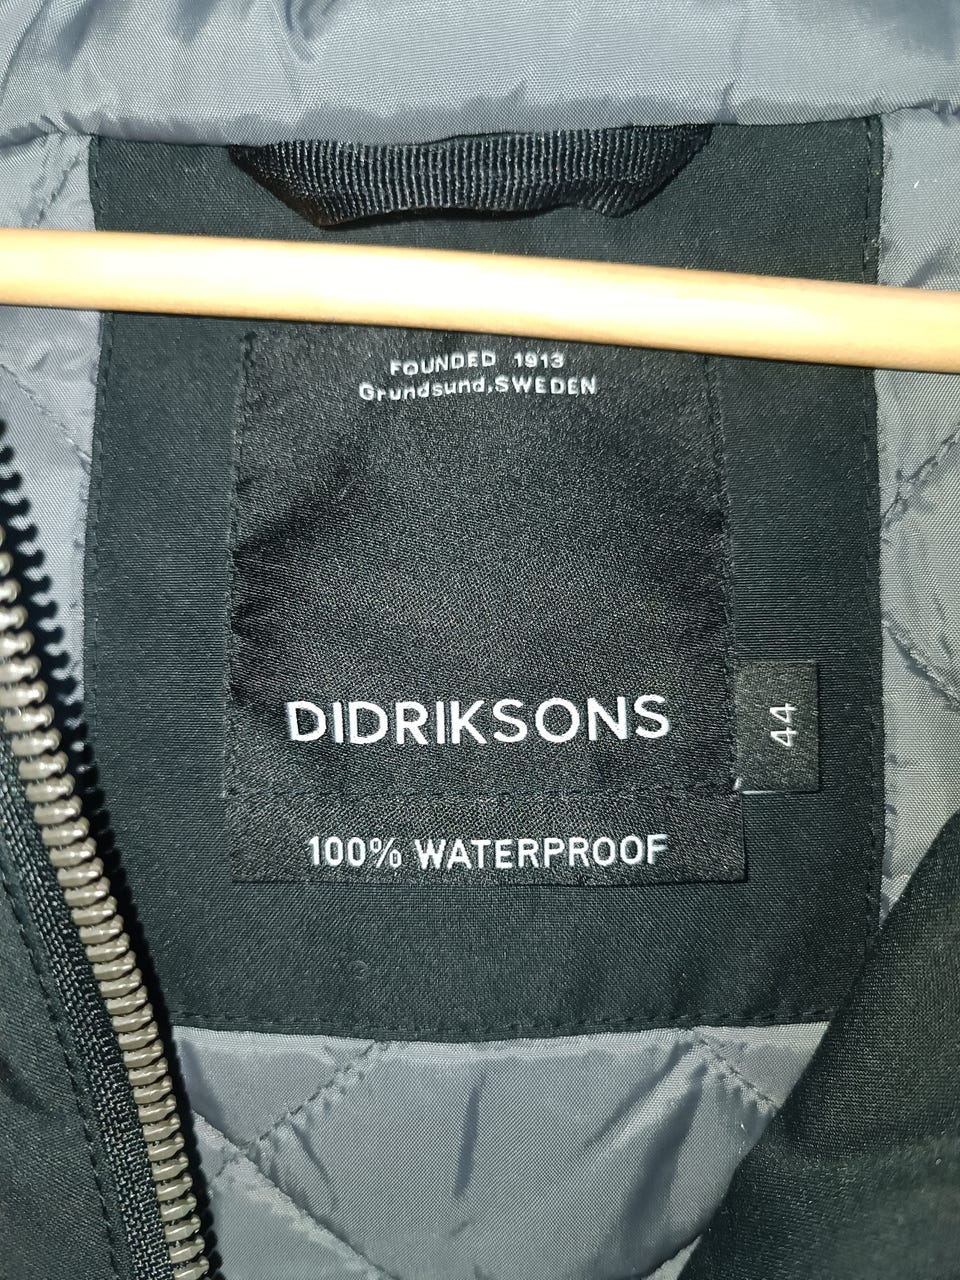 FOUNDED 1913
Grundsund,SWEDEN
DIDRIKSONS
44
100% WATERPROOF